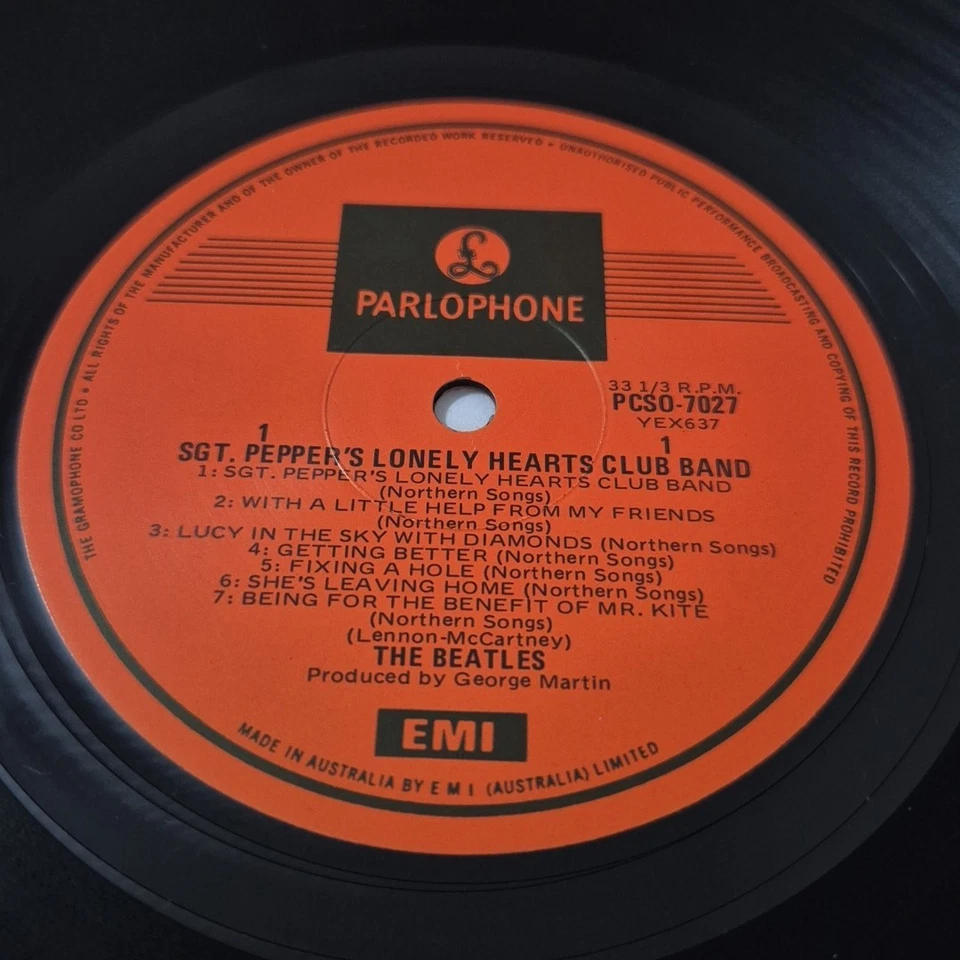 THE GRAMOPHONE CO LTD • ALL RIGHTS OF THE MANUFACTURER AND OF THE OWNER OF THE RECORDED WORK RESERVED • UNAUTHORISED PUBLIC PERFORMANCE BROADCASTING AND COPYING OF THIS RECORD PROHIBITED
£
PARLOPHONE
33 1/3 R.P.M.
PCSO-7027
YEX637
1 1
SGT. PEPPER'S LONELY HEARTS CLUB BAND
1: SGT. PEPPER'S LONELY HEARTS CLUB BAND
(Northern Songs)
2: WITH A LITTLE HELP FROM MY FRIENDS
(Northern Songs)
3: LUCY IN THE SKY WITH DIAMONDS (Northern Songs)
4: GETTING BETTER (Northern Songs)
5: FIXING A HOLE (Northern Songs)
6: SHE'S LEAVING HOME (Northern Songs)
7: BEING FOR THE BENEFIT OF MR. KITE
(Northern Songs)
(Lennon-McCartney)
THE BEATLES
Produced by George Martin
EMI
MADE IN AUSTRALIA BY E M I (AUSTRALIA) LIMITED